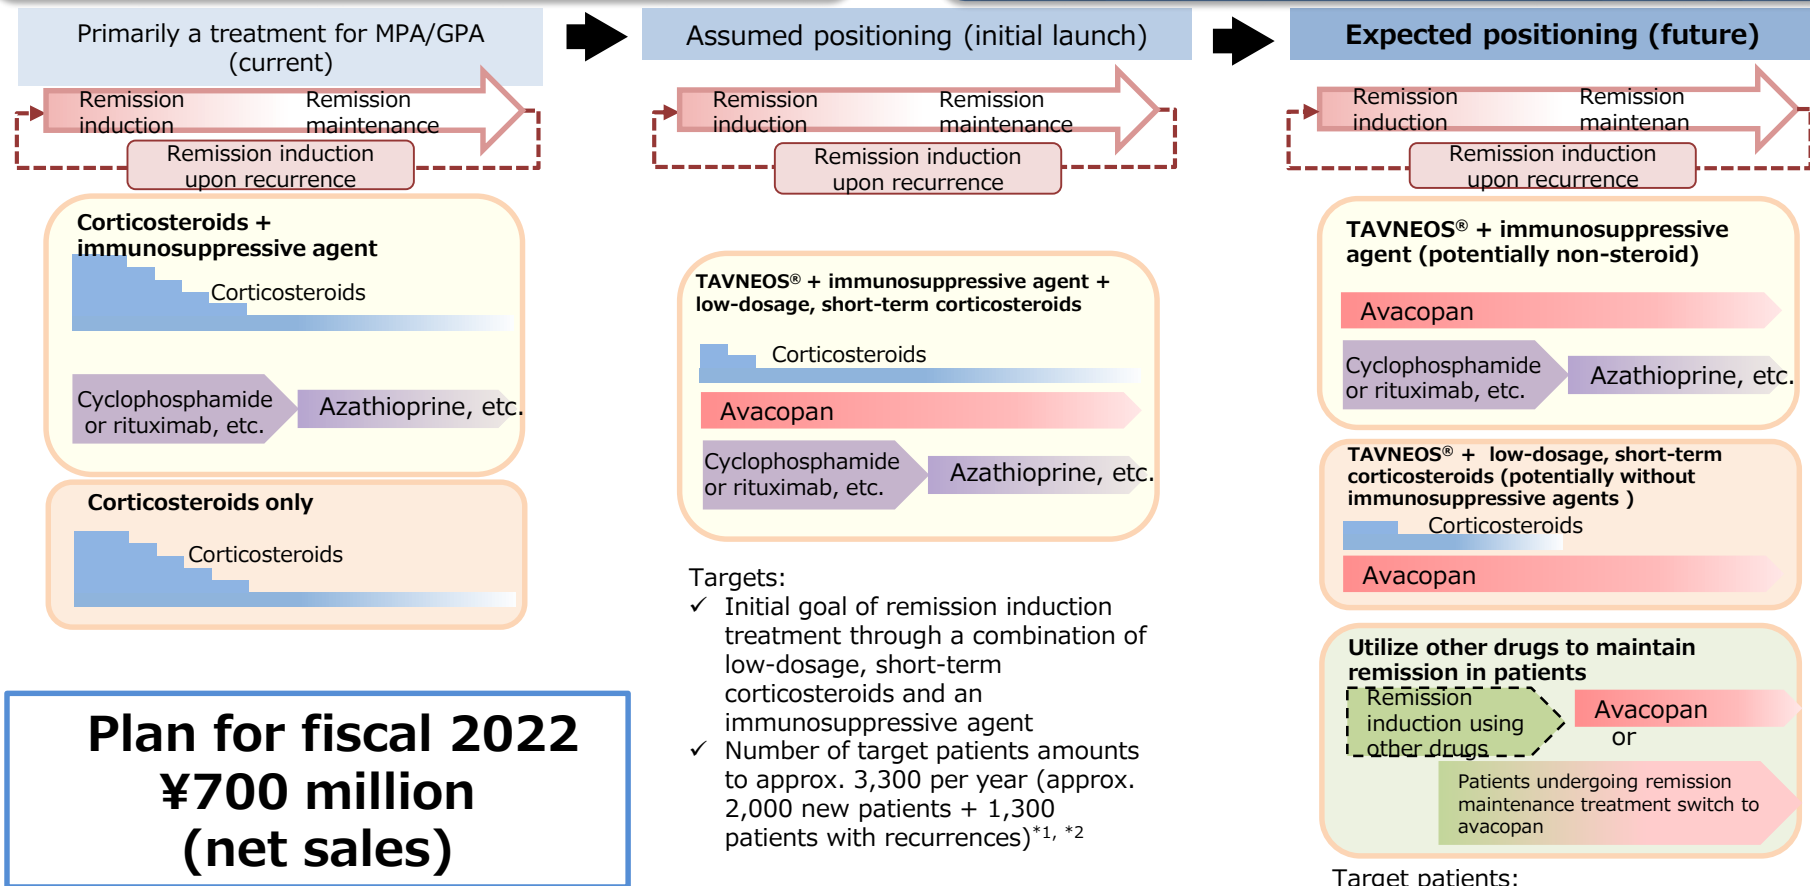 Primarily a treatment for MPA/GPA
(current)
Remission
induction
Remission
maintenance
Remission induction
upon recurrence
Corticosteroids +
immunosuppressive agent
Corticosteroids
Cyclophosphamide
or rituximab, etc.
Azathioprine, etc.
Corticosteroids only
Corticosteroids
Plan for fiscal 2022
¥700 million
(net sales)
Assumed positioning (initial launch)
Remission
induction
Remission
maintenance
Remission induction
upon recurrence
TAVNEOS® + immunosuppressive agent +
low-dosage, short-term corticosteroids
Corticosteroids
Avacopan
Cyclophosphamide
or rituximab, etc.
Azathioprine, etc.
Targets:
✓ Initial goal of remission induction
treatment through a combination of
low-dosage, short-term
corticosteroids and an
immunosuppressive agent
✓ Number of target patients amounts
to approx. 3,300 per year (approx.
2,000 new patients + 1,300
patients with recurrences)*1, *2
Expected positioning (future)
Remission
induction
Remission
maintenan
Remission induction
upon recurrence
TAVNEOS® + immunosuppressive
agent (potentially non-steroid)
Avacopan
Cyclophosphamide
or rituximab, etc.
Azathioprine, etc.
TAVNEOS® + low-dosage, short-term
corticosteroids (potentially without
immunosuppressive agents )
Corticosteroids
Avacopan
Utilize other drugs to maintain
remission in patients
Remission
induction using
other drugs
Avacopan
or
Patients undergoing remission
maintenance treatment switch to
avacopan
Target patients: